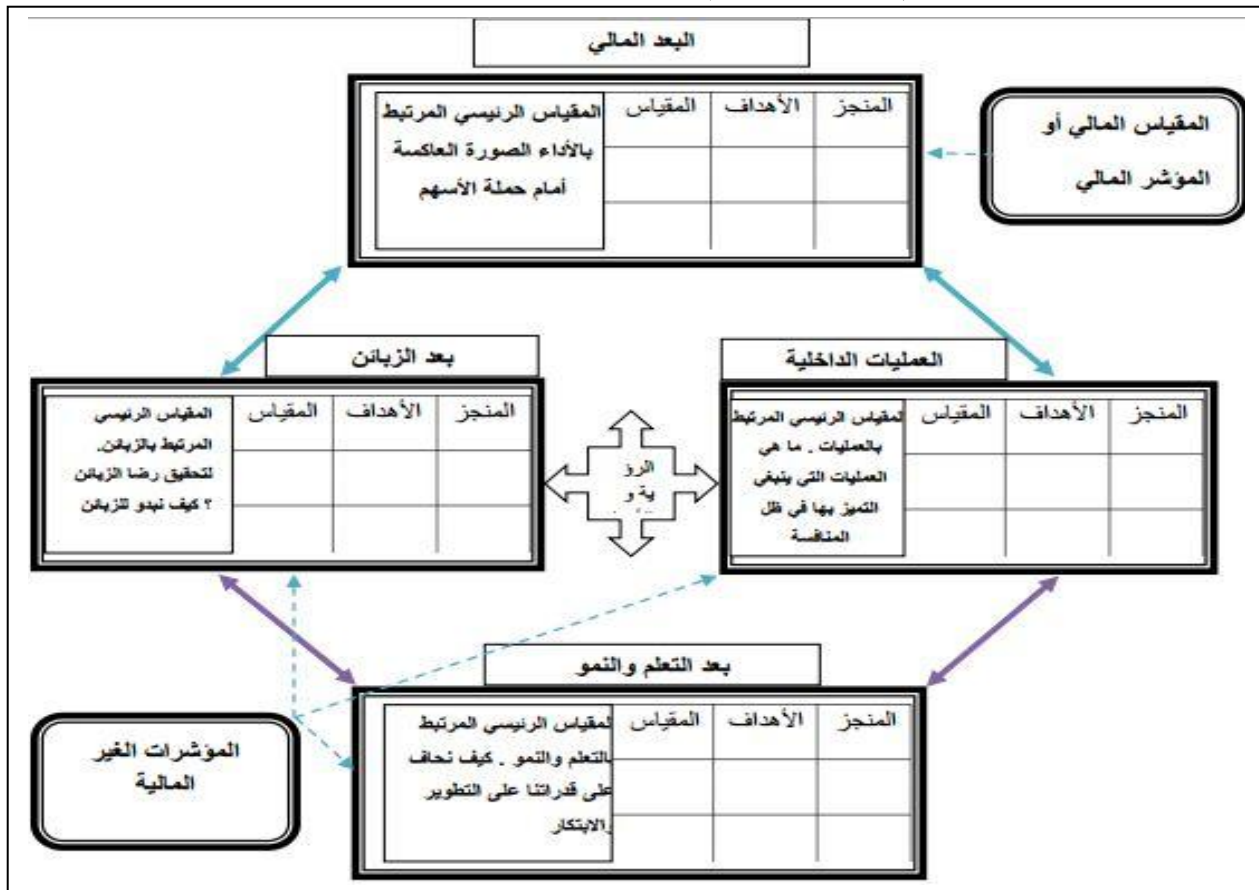 البعد المالي
المقياس الرئيسي المرتبط
بالأداء الصورة العاكسة
أمام حملة الأسهم
المقياس
الأهداف
المنجز
المقياس المالي أو
المؤشر المالي
العمليات الداخلية
لمقياس الرئيسي المرتبط
بالعمليات . ما هي
العمليات التي ينبغي
التميز بها في ظل
المنافسة
المقياس
الأهداف
المنجز
الرؤ
ية و
بعد الزبائن
المقياس الرئيسي
المرتبط بالزبائن.
لتحقيق رضا الزبائن
؟ كيف نبدو للزبائن
المقياس
الأهداف
المنجز
بعد التعلم والنمو
لمقياس الرئيسي المرتبط
بالتعلم والنمو . كيف نحاف
على قدراتنا على التطوير
والابتكار
المقياس
الأهداف
المنجز
المؤشرات الغير
المالية